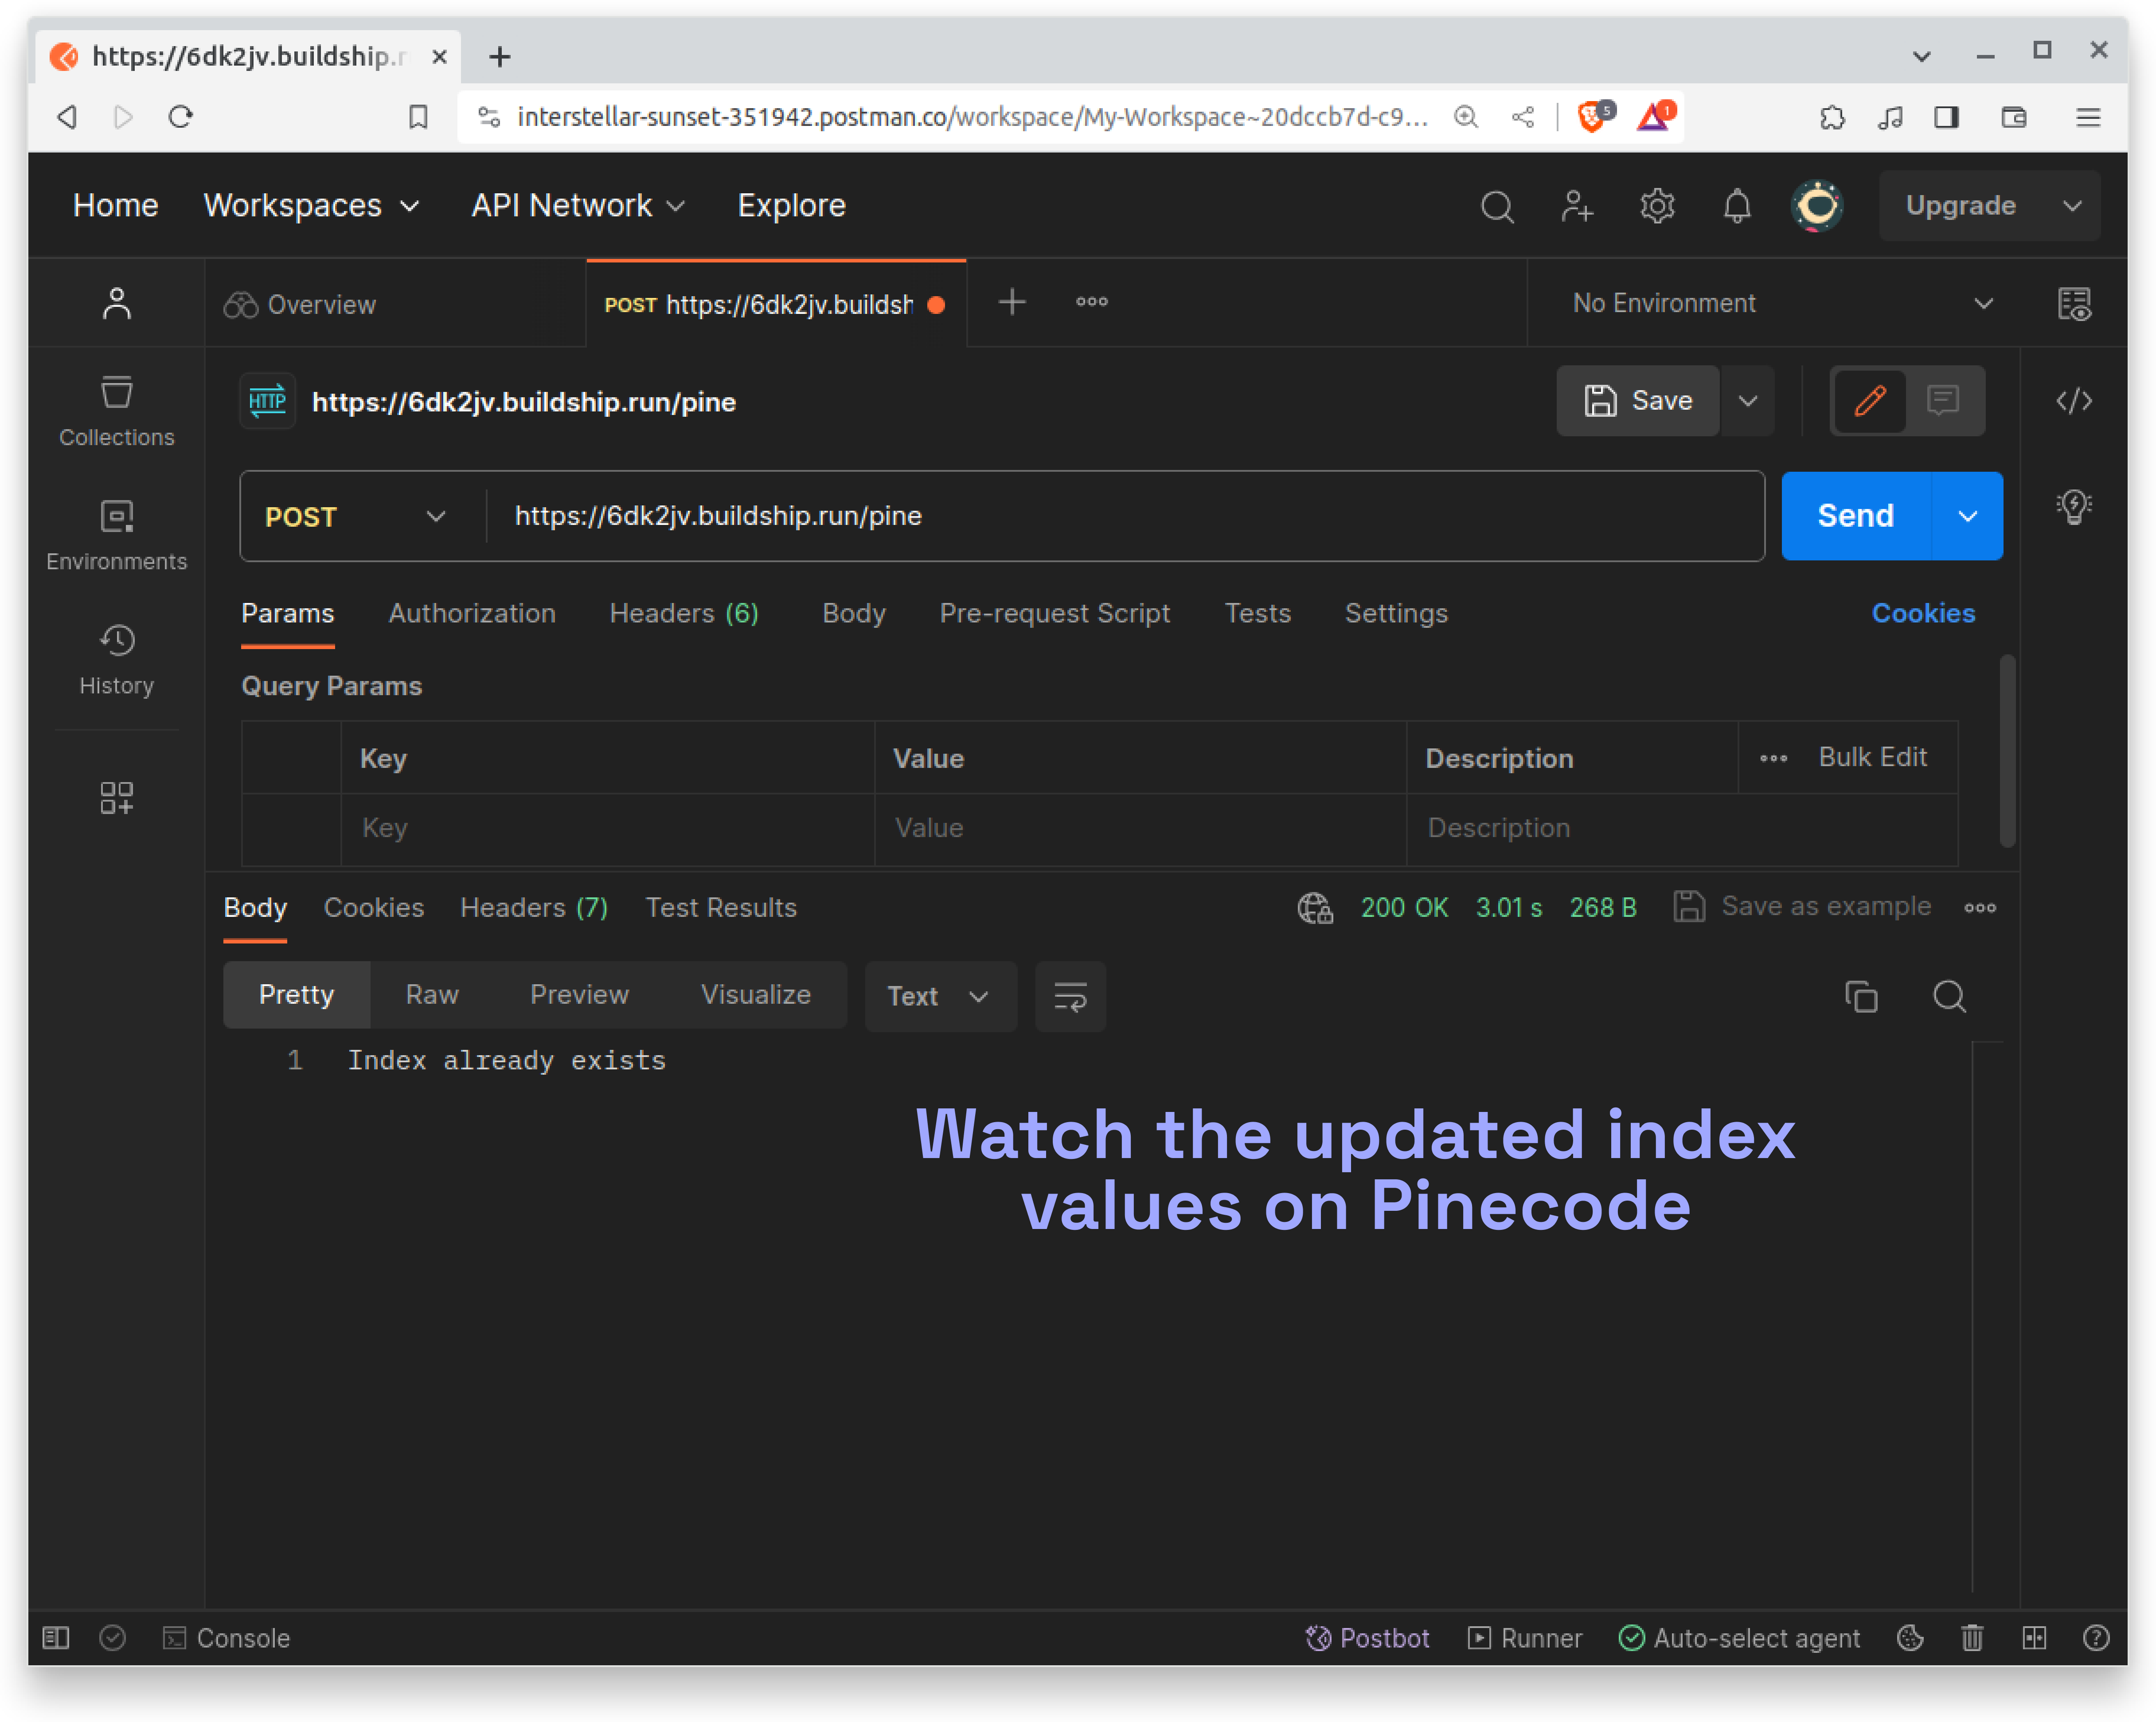 https://6dk2jv.buildship.r
interstellar-sunset-351942.postman.co/workspace/My-Workspace~20dccb7d-c9...
5
1
Home
Workspaces
API Network
Explore
Upgrade
Overview
POST https://6dk2jv.buildsh
No Environment
Collections
Environments
History
HTTP
https://6dk2jv.buildship.run/pine
Save
POST
https://6dk2jv.buildship.run/pine
Send
Params
Authorization
Headers (6)
Body
Pre-request Script
Tests
Settings
Cookies
Query Params
Key
Value
Description
Bulk Edit
Key
Value
Description
Body
Cookies
Headers (7)
Test Results
200 OK
3.01 s
268 B
Save as example
Pretty
Raw
Preview
Visualize
Text
1
Index already exists
Watch the updated index
values on Pinecode
Console
Postbot
Runner
Auto-select agent